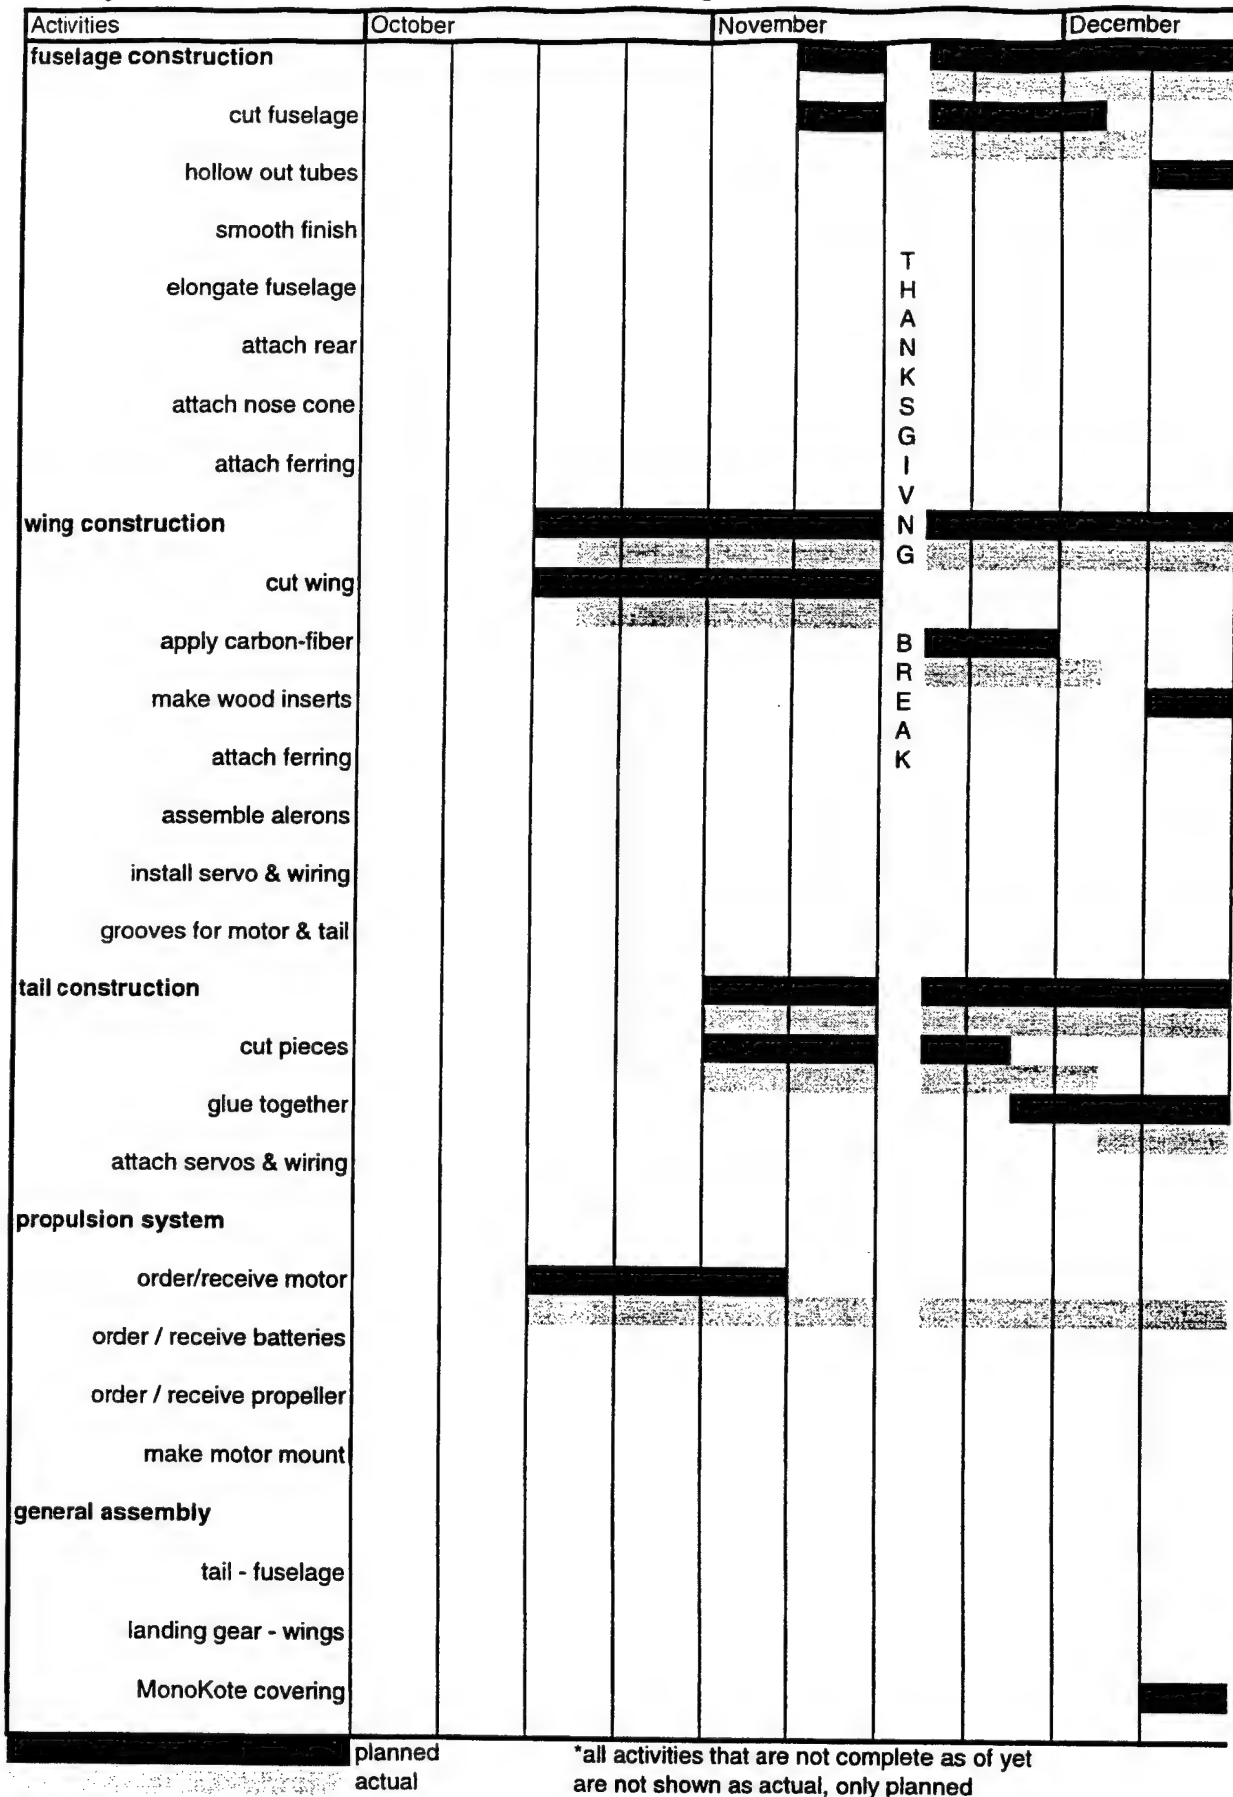 Activities October November December
fuselage construction
cut fuselage
hollow out tubes
smooth finish
elongate fuselage
attach rear
attach nose cone
attach ferring
wing construction
cut wing
apply carbon-fiber
make wood inserts
attach ferring
assemble alerons
install servo & wiring
grooves for motor & tail
tail construction
cut pieces
glue together
attach servos & wiring
propulsion system
order/receive motor
order / receive batteries
order / receive propeller
make motor mount
general assembly
tail - fuselage
landing gear - wings
MonoKote covering
THANKSGIVNG BREAK
planned
actual
*all activities that are not complete as of yet
are not shown as actual, only planned